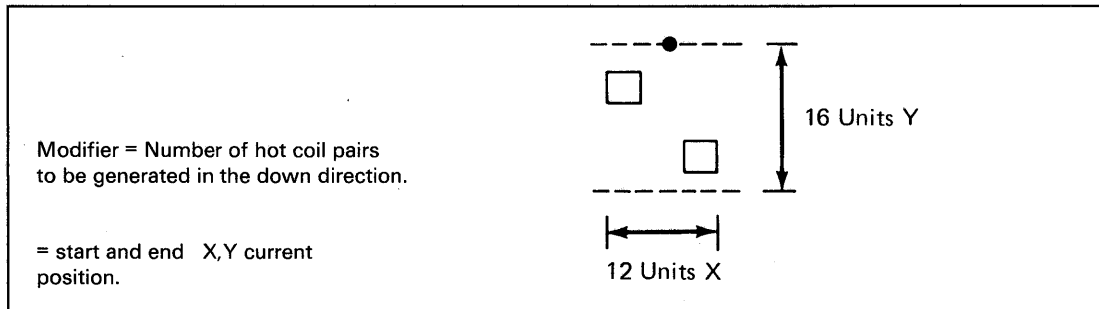 16 Units Y
Modifier = Number of hot coil pairs
to be generated in the down direction.
= start and end X,Y current
position.
12 Units X